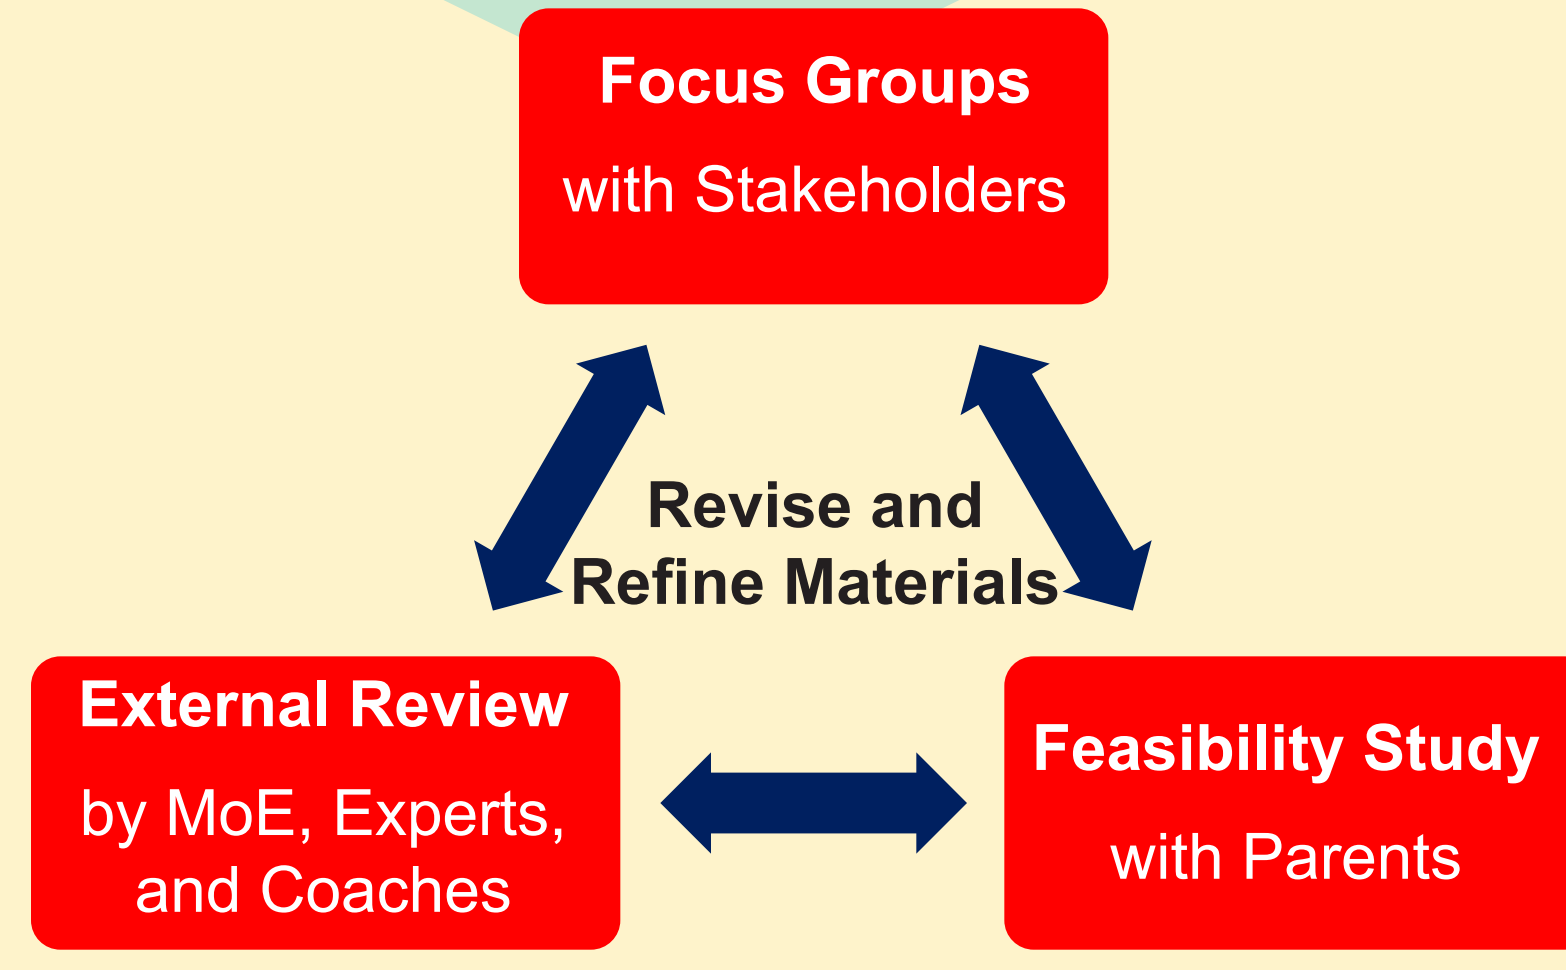 Focus Groups
with Stakeholders
Revise and
Refine Materials
External Review
by MoE, Experts,
and Coaches
Feasibility Study
with Parents